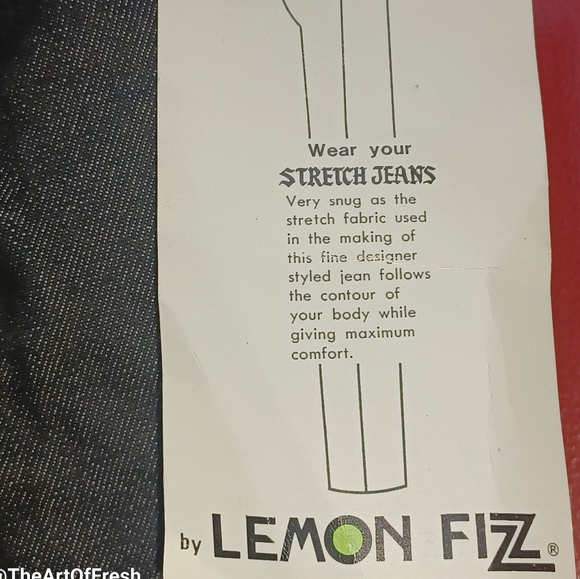 Wear your
STRETCH JEANS
Very snug as the
stretch fabric used
in the making of
this fine designer
styled jean follows
the contour of
your body while
giving maximum
comfort.
by LEMON FIZZ ®
@TheArtOfFresh